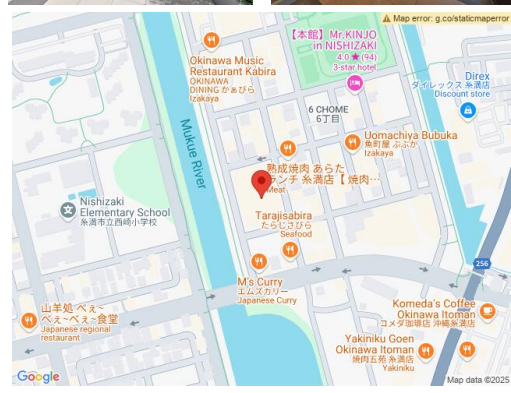 Map error: g.co/staticmaperror
【本館】Mr.KINJO
in NISHIZAKI
4.0 ★ (94)
3-star hotel
Okinawa Music
Restaurant Kabira
OKINAWA
DINING かぁびら
Izakaya
Direx
ダイレックス 糸満店
Discount store
6 CHOME
6丁目
Uomachiya Bubuka
魚町屋 ぶぶか
Izakaya
Mukue River
熟成焼肉 あらた
ランチ 糸満店【 焼肉…
Meat
Nishizaki
Elementary School
糸満市立西崎小学校
Tarajisabira
たらじさびら
Seafood
256
M's Curry
エムズカリー
Japanese Curry
山羊処 べぇ~
べぇ~べぇ~食堂
Japanese regional
restaurant
Komeda's Coffee
Okinawa Itoman
コメダ珈琲店 沖縄糸満店
Yakiniku Goen
Okinawa Itoman
焼肉五苑 糸満店
Yakiniku
Google
Map data ©2025